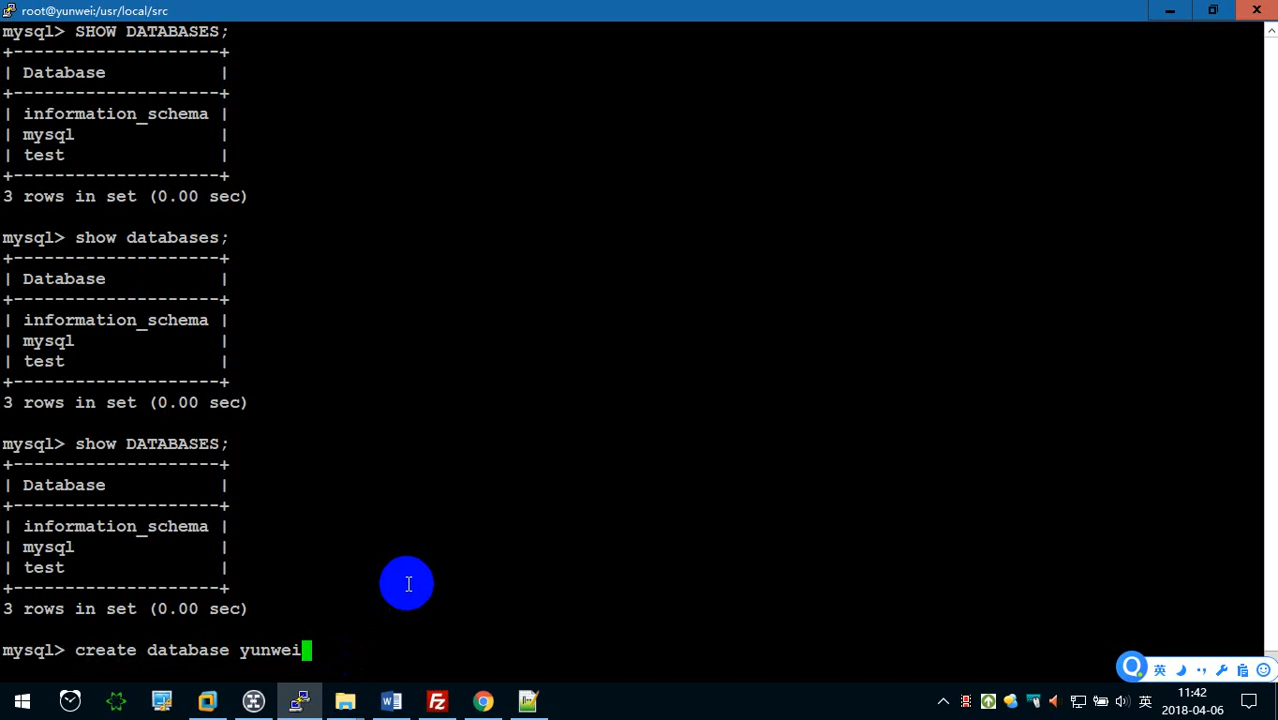 root@yunwei:/usr/local/src
mysql> SHOW DATABASES;
+--------------------+
| Database           |
+--------------------+
| information_schema |
| mysql              |
| test               |
+--------------------+
3 rows in set (0.00 sec)
mysql> show databases;
+--------------------+
| Database           |
+--------------------+
| information_schema |
| mysql              |
| test               |
+--------------------+
3 rows in set (0.00 sec)
mysql> show DATABASES;
+--------------------+
| Database           |
+--------------------+
| information_schema |
| mysql              |
| test               |
+--------------------+
3 rows in set (0.00 sec)
mysql> create database yunwei
英
英
11:42
2018-04-06